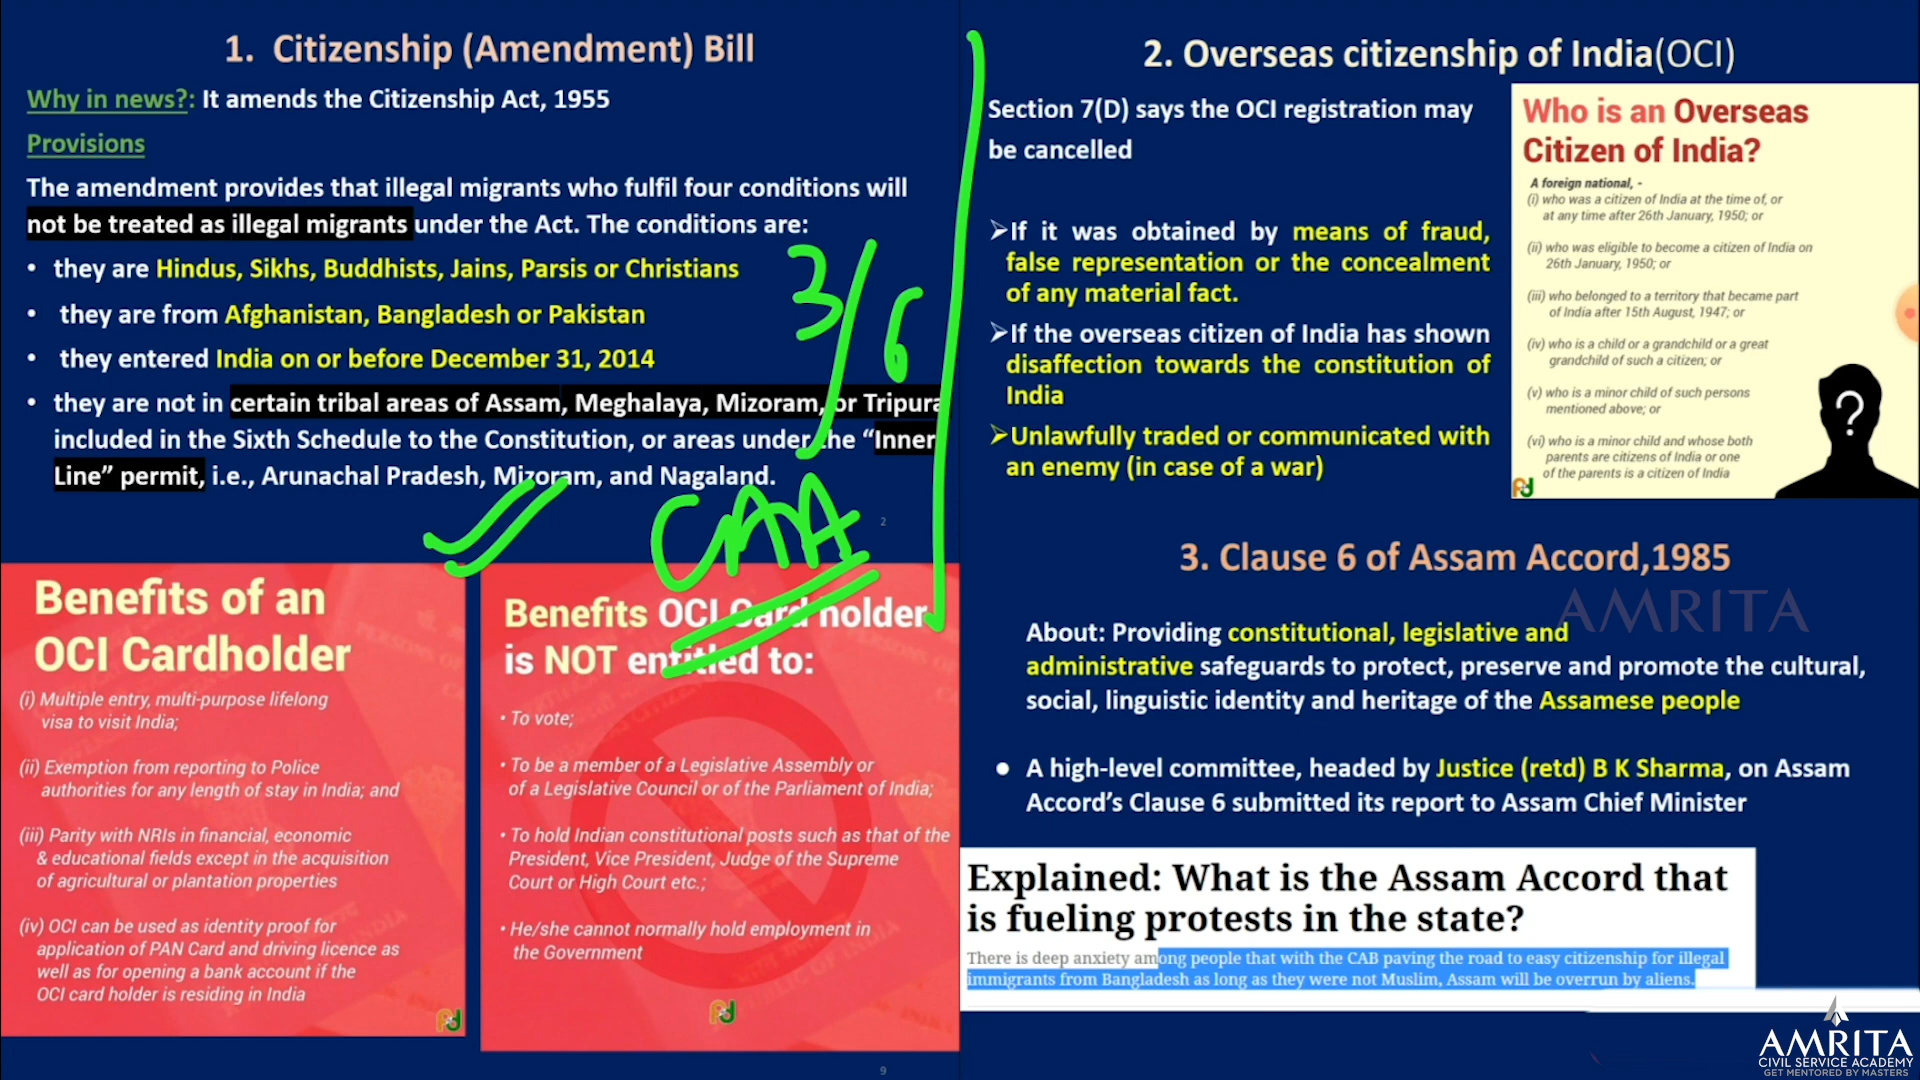 1. Citizenship (Amendment) Bill
Why in news?: It amends the Citizenship Act, 1955
Provisions
The amendment provides that illegal migrants who fulfil four conditions will
not be treated as illegal migrants under the Act. The conditions are:
• they are Hindus, Sikhs, Buddhists, Jains, Parsis or Christians
• they are from Afghanistan, Bangladesh or Pakistan
• they entered India on or before December 31, 2014
• they are not in certain tribal areas of Assam, Meghalaya, Mizoram, or Tripura
included in the Sixth Schedule to the Constitution, or areas under the “Inner
Line” permit, i.e., Arunachal Pradesh, Mizoram, and Nagaland.
3/6
CAA
2
Benefits of an
OCI Cardholder
(i) Multiple entry, multi-purpose lifelong
visa to visit India;
(ii) Exemption from reporting to Police
authorities for any length of stay in India; and
(iii) Parity with NRIs in financial, economic
& educational fields except in the acquisition
of agricultural or plantation properties
(iv) OCI can be used as identity proof for
application of PAN Card and driving licence as
well as for opening a bank account if the
OCI card holder is residing in India
Benefits OCI Card holder
is NOT entitled to:
• To vote;
• To be a member of a Legislative Assembly or
of a Legislative Council or of the Parliament of India;
• To hold Indian constitutional posts such as that of the
President, Vice President, Judge of the Supreme
Court or High Court etc.;
• He/she cannot normally hold employment in
the Government
9
2. Overseas citizenship of India(OCI)
Section 7(D) says the OCI registration may
be cancelled
➢If it was obtained by means of fraud,
false representation or the concealment
of any material fact.
➢If the overseas citizen of India has shown
disaffection towards the constitution of
India
➢Unlawfully traded or communicated with
an enemy (in case of a war)
Who is an Overseas
Citizen of India?
A foreign national, -
(i) who was a citizen of India at the time of, or
at any time after 26th January, 1950; or
(ii) who was eligible to become a citizen of India on
26th January, 1950; or
(iii) who belonged to a territory that became part
of India after 15th August, 1947; or
(iv) who is a child or a grandchild or a great
grandchild of such a citizen; or
(v) who is a minor child of such persons
mentioned above; or
(vi) who is a minor child and whose both
parents are citizens of India or one
of the parents is a citizen of India
?
3. Clause 6 of Assam Accord,1985
AMRITA
About: Providing constitutional, legislative and
administrative safeguards to protect, preserve and promote the cultural,
social, linguistic identity and heritage of the Assamese people
● A high-level committee, headed by Justice (retd) B K Sharma, on Assam
Accord’s Clause 6 submitted its report to Assam Chief Minister
Explained: What is the Assam Accord that
is fueling protests in the state?
There is deep anxiety among people that with the CAB paving the road to easy citizenship for illegal
immigrants from Bangladesh as long as they were not Muslim, Assam will be overrun by aliens.
AMRITA
CIVIL SERVICE ACADEMY
GET MENTORED BY MASTERS